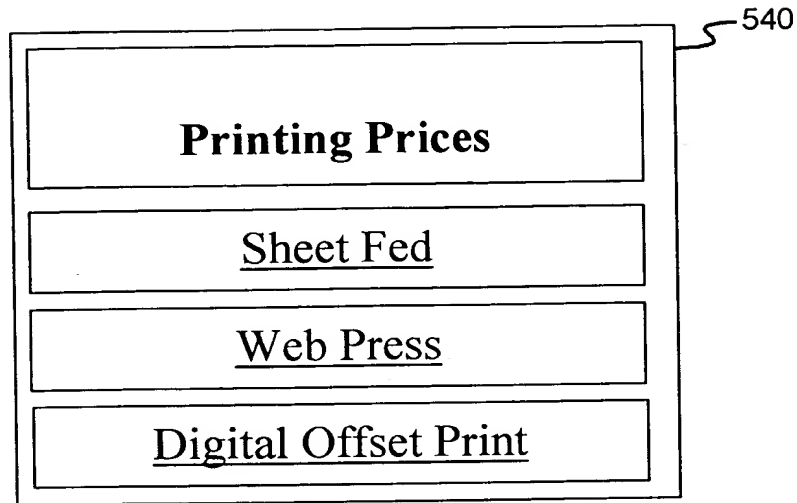 540
Printing Prices
Sheet Fed
Web Press
Digital Offset Print